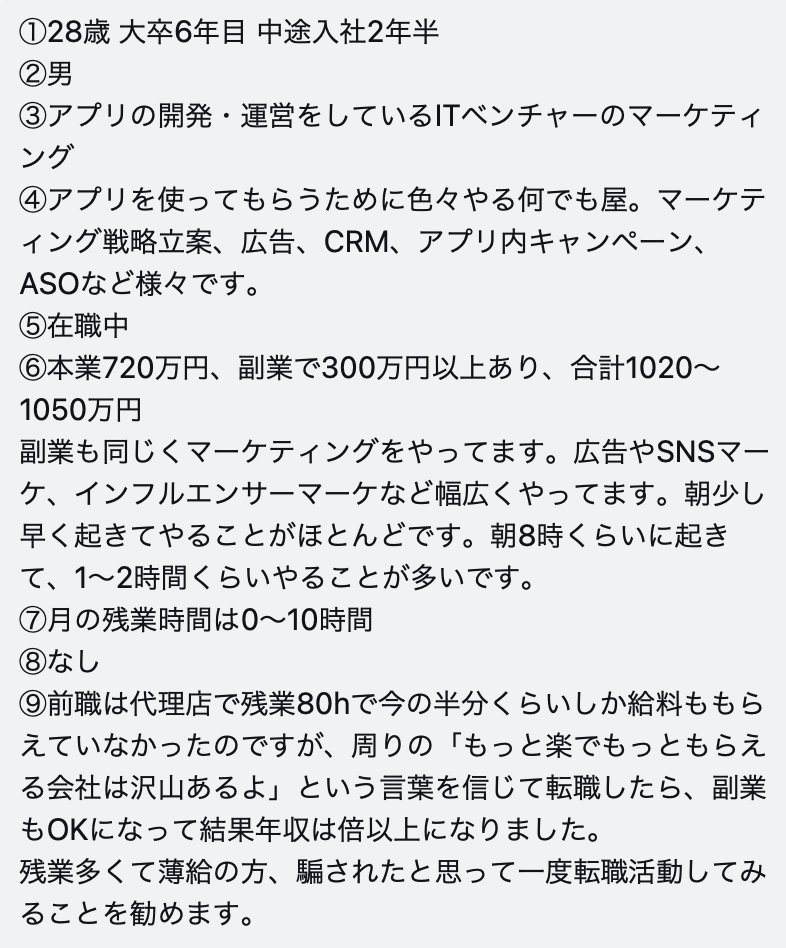 ①28歳 大卒6年目 中途入社2年半
②男
③アプリの開発・運営をしているITベンチャーのマーケティ
ング
④アプリを使ってもらうために色々やる何でも屋。マーケテ
ィング戦略立案、広告、CRM、アプリ内キャンペーン、
ASOなど様々です。
⑤在職中
⑥本業720万円、副業で300万円以上あり、合計1020〜
1050万円
副業も同じくマーケティングをやってます。広告やSNSマー
ケ、インフルエンサーマーケなど幅広くやってます。朝少し
早く起きてやることがほとんどです。朝8時くらいに起き
て、1〜2時間くらいやることが多いです。
⑦月の残業時間は0〜10時間
⑧なし
⑨前職は代理店で残業80hで今の半分くらいしか給料ももら
えていなかったのですが、周りの「もっと楽でもっともらえ
る会社は沢山あるよ」という言葉を信じて転職したら、副業
もOKになって結果年収は倍以上になりました。
残業多くて薄給の方、騙されたと思って一度転職活動してみ
ることを勧めます。